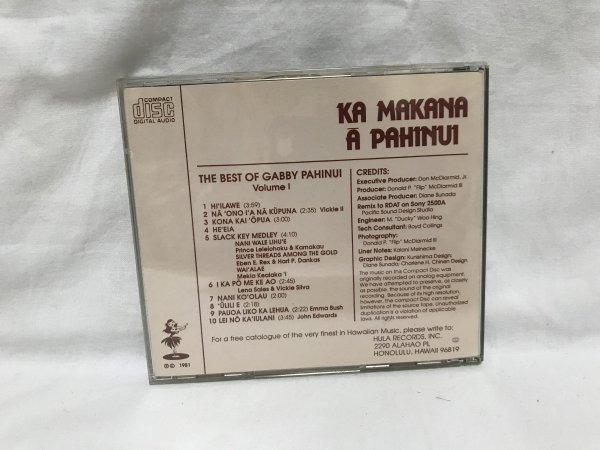 COMPACT
disc
DIGITAL AUDIO
KA MAKANA
Ā PAHINUI
THE BEST OF GABBY PAHINUI
Volume I
1 HI'ILAWE (3:59)
2 NĀ 'ONO I'A NĀ KŪPUNA (2:35) Vickie Ii
3 KONA KAI 'ŌPUA (3:00)
4 HE'EIA
5 SLACK KEY MEDLEY (4:10)
NANI WALE LIHU'E
Prince Leleiohoku & Kamakau
SILVER THREADS AMONG THE GOLD
Eben E. Rex & Hart P. Dankas
WAI'ALAE
Mekia Kealaka'i
6 I KA PŌ ME KE AO (2:45)
Lena Sales & Vickie Silva
7 NANI KO'OLAU (2:00)
8 'ŪLILI E (2:18)
9 PAUOA LIKO KA LEHUA (3:22) Emma Bush
10 LEI NŌ KA'IULANI (3:45) John Edwards
CREDITS:
Executive Producer: Don McDiarmid, Jr.
Producer: Donald P. "Flip" McDiarmid III
Associate Producer: Diane Sunada
Remix to RDAT on Sony 2500A
Pacific Sound Design Studio
Engineer: M. "Ducky" Woo Hing
Tech Consultant: Boyd Collings
Photography:
Donald P. "Flip" McDiarmid III
Liner Notes: Kalani Meinecke
Graphic Design: Kunshima Design:
Diane Sunada; Charlene H. Chinen Design
The music on this Compact Disc was
originally recorded on analog equipment.
We have attempted to preserve, as closely
as possible, the sound of the original
recording. Because of its high resolution,
however, the compact Disc can reveal
limitations of the source tape. Unauthorized
duplication is a violation of applicable
laws. All rights reserved.
For a free catalogue of the very finest in Hawaiian Music, please write to:
HULA RECORDS, INC.
2290 ALAHAO PL
HONOLULU, HAWAII 96819
℗ © 1981